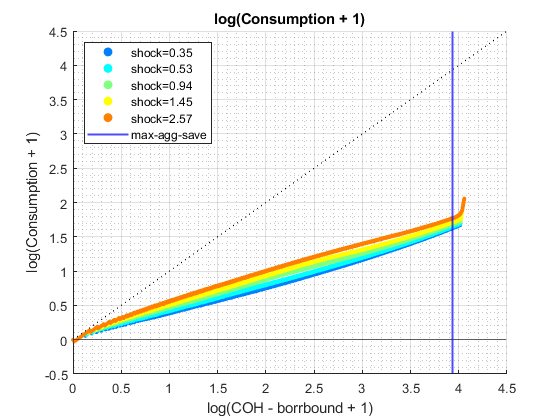 log(Consumption + 1)
4.5
4
3.5
3
2.5
2
1.5
1
0.5
0
-0.5
log(Consumption + 1)
shock=0.35
shock=0.53
shock=0.94
shock=1.45
shock=2.57
max-agg-save
0 0.5 1 1.5 2 2.5 3 3.5 4 4.5
log(COH - borrbound + 1)